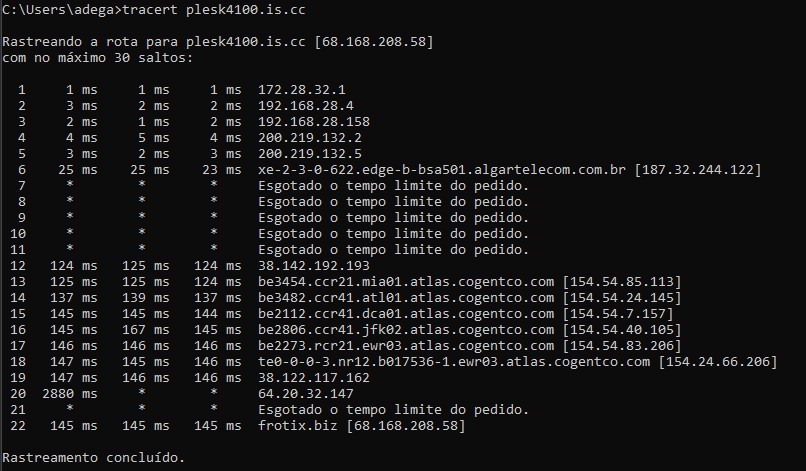 C:\Users\adega>tracert plesk4100.is.cc
Rastreando a rota para plesk4100.is.cc [68.168.208.58]
com no máximo 30 saltos:
1 1 ms 1 ms 1 ms 172.28.32.1
2 3 ms 2 ms 2 ms 192.168.28.4
3 2 ms 1 ms 2 ms 192.168.28.158
4 4 ms 5 ms 4 ms 200.219.132.2
5 3 ms 2 ms 3 ms 200.219.132.5
6 25 ms 25 ms 23 ms xe-2-3-0-622.edge-b-bsa501.algartelecom.com.br [187.32.244.122]
7 * * * Esgotado o tempo limite do pedido.
8 * * * Esgotado o tempo limite do pedido.
9 * * * Esgotado o tempo limite do pedido.
10 * * * Esgotado o tempo limite do pedido.
11 * * * Esgotado o tempo limite do pedido.
12 124 ms 125 ms 124 ms 38.142.192.193
13 125 ms 125 ms 124 ms be3454.ccr21.mia01.atlas.cogentco.com [154.54.85.113]
14 137 ms 139 ms 137 ms be3482.ccr41.atl01.atlas.cogentco.com [154.54.24.145]
15 145 ms 145 ms 144 ms be2112.ccr41.dca01.atlas.cogentco.com [154.54.7.157]
16 145 ms 167 ms 145 ms be2806.ccr41.jfk02.atlas.cogentco.com [154.54.40.105]
17 146 ms 146 ms 146 ms be2273.rcr21.ewr03.atlas.cogentco.com [154.54.83.206]
18 147 ms 145 ms 146 ms te0-0-0-3.nr12.b017536-1.ewr03.atlas.cogentco.com [154.24.66.206]
19 147 ms 146 ms 146 ms 38.122.117.162
20 2880 ms * * 64.20.32.147
21 * * * Esgotado o tempo limite do pedido.
22 145 ms 145 ms 145 ms frotix.biz [68.168.208.58]
Rastreamento concluído.